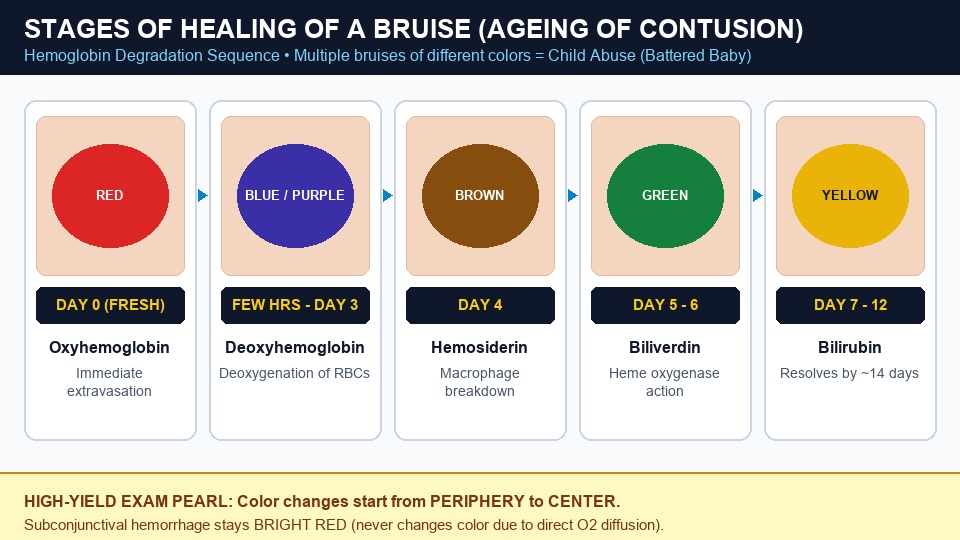 STAGES OF HEALING OF A BRUISE (AGEING OF CONTUSION)
Hemoglobin Degradation Sequence • Multiple bruises of different colors = Child Abuse (Battered Baby)
RED
DAY 0 (FRESH)
Oxyhemoglobin
Immediate
extravasation
BLUE / PURPLE
FEW HRS - DAY 3
Deoxyhemoglobin
Deoxygenation of RBCs
BROWN
DAY 4
Hemosiderin
Macrophage
breakdown
GREEN
DAY 5 - 6
Biliverdin
Heme oxygenase
action
YELLOW
DAY 7 - 12
Bilirubin
Resolves by ~14 days
HIGH-YIELD EXAM PEARL: Color changes start from PERIPHERY to CENTER.
Subconjunctival hemorrhage stays BRIGHT RED (never changes color due to direct O2 diffusion).